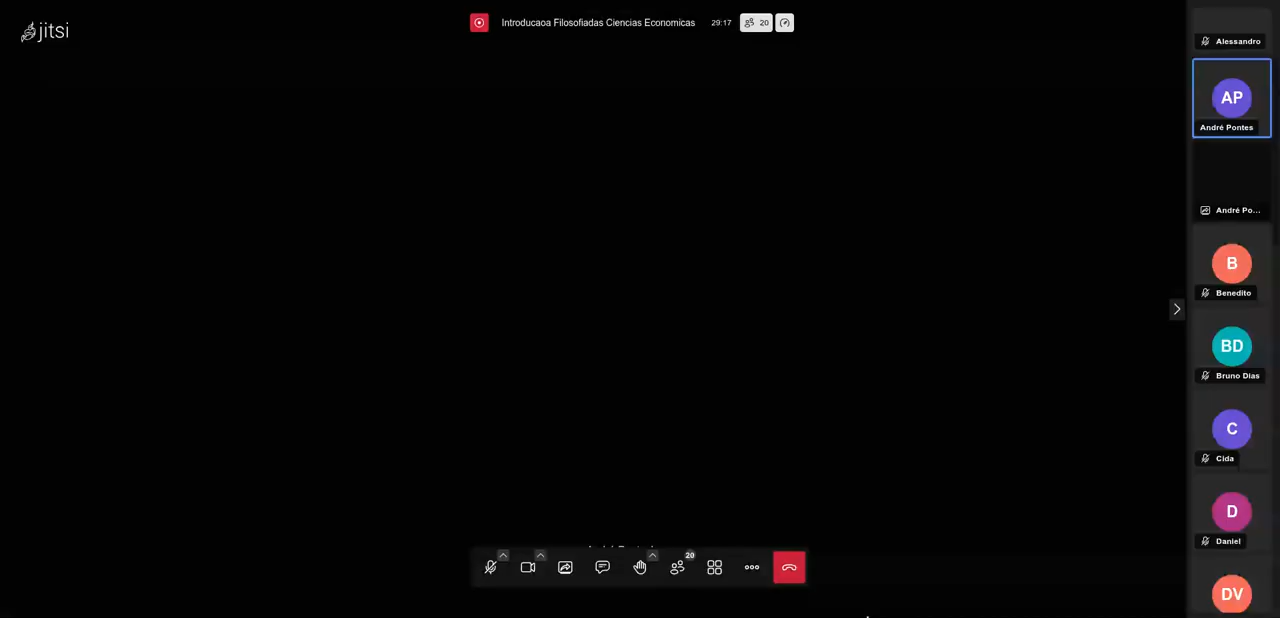 jitsi
Introducaoa Filosofiadas Ciencias Economicas
29:17
20
Alessandro
AP
André Pontes
André Po...
B
Benedito
BD
Bruno Dias
C
Cida
D
Daniel
DV
20